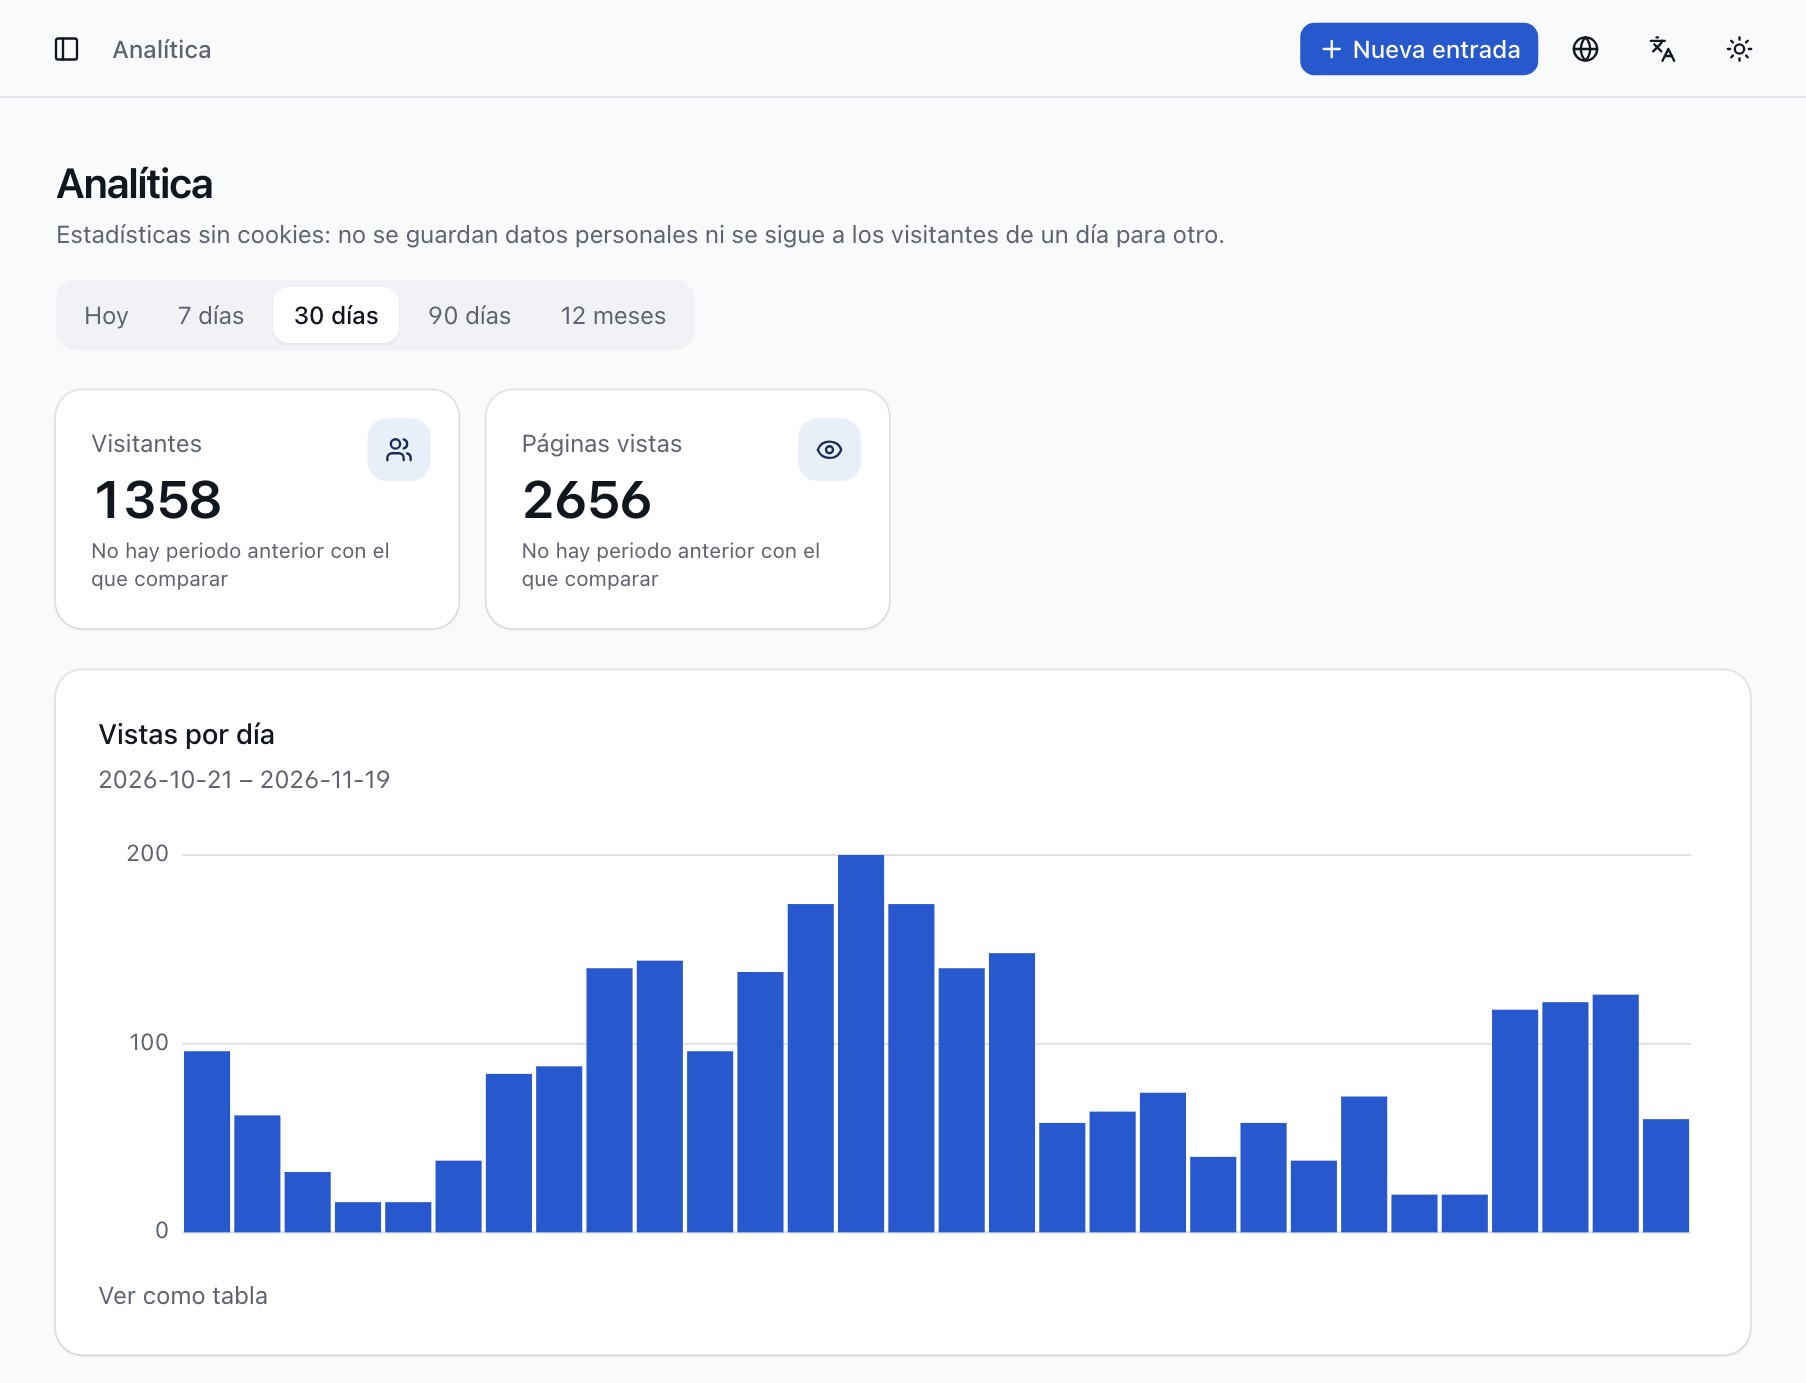 Analítica
Nueva entrada
Analítica
Estadísticas sin cookies: no se guardan datos personales ni se sigue a los visitantes de un día para otro.
Hoy 7 días 30 días 90 días 12 meses
Visitantes
1358
No hay periodo anterior con el
que comparar
Páginas vistas
2656
No hay periodo anterior con el
que comparar
Vistas por día
2026-10-21 – 2026-11-19
200
100
0
Ver como tabla